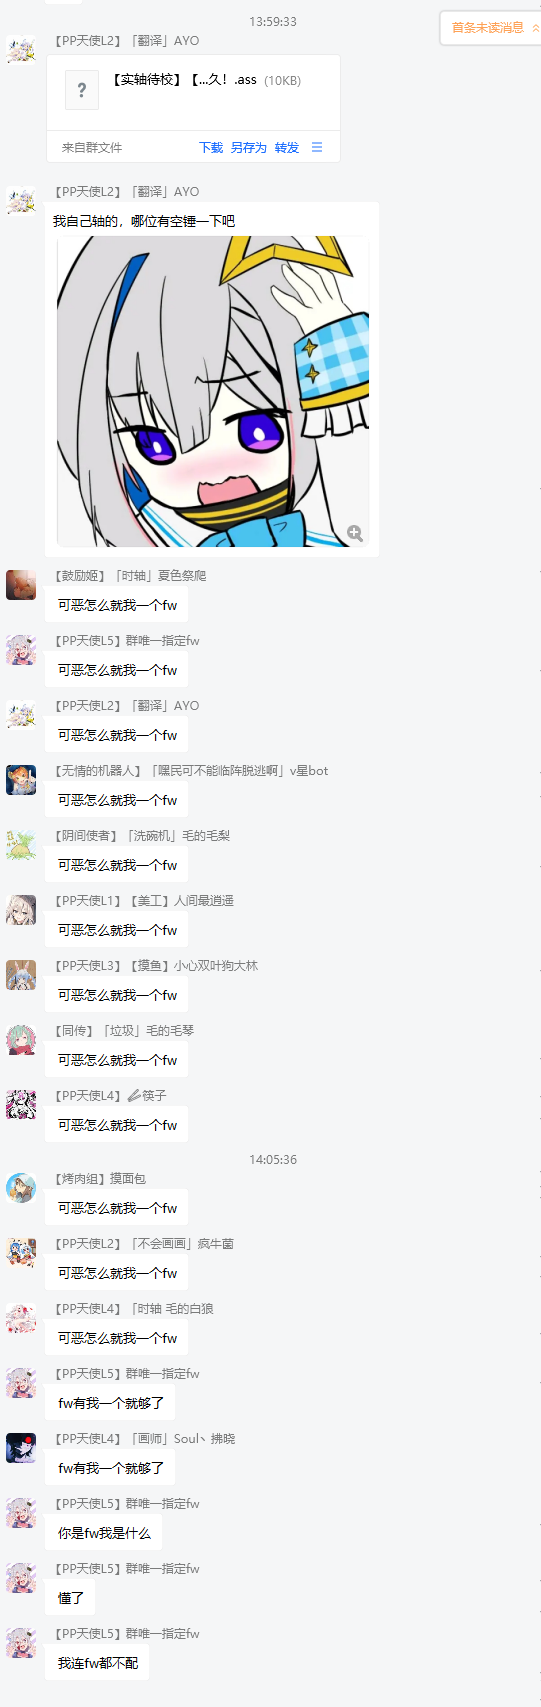 首条未读消息
13:59:33
【PP天使L2】「翻译」AYO
【实轴待校】【...久！.ass (10KB)
?
来自群文件 下载 另存为 转发
【PP天使L2】「翻译」AYO
我自己轴的，哪位有空锤一下吧
【鼓励姬】「时轴」夏色祭爬
可恶怎么就我一个fw
【PP天使L5】群唯一指定fw
可恶怎么就我一个fw
【PP天使L2】「翻译」AYO
可恶怎么就我一个fw
【无情的机器人】「嘿民可不能临阵脱逃啊」v星bot
可恶怎么就我一个fw
【阴间使者】「洗碗机」毛的毛梨
可恶怎么就我一个fw
【PP天使L1】【美工】人间最逍遥
可恶怎么就我一个fw
【PP天使L3】【摸鱼】小心双叶狗大林
可恶怎么就我一个fw
【同传】「垃圾」毛的毛琴
可恶怎么就我一个fw
【PP天使L4】🥢筷子
可恶怎么就我一个fw
14:05:36
【烤肉组】摸面包
可恶怎么就我一个fw
【PP天使L2】「不会画画」疯牛菌
可恶怎么就我一个fw
【PP天使L4】「时轴 毛的白狼
可恶怎么就我一个fw
【PP天使L5】群唯一指定fw
fw有我一个就够了
【PP天使L4】「画师」Soul丶拂晓
fw有我一个就够了
【PP天使L5】群唯一指定fw
你是fw我是什么
【PP天使L5】群唯一指定fw
懂了
【PP天使L5】群唯一指定fw
我连fw都不配